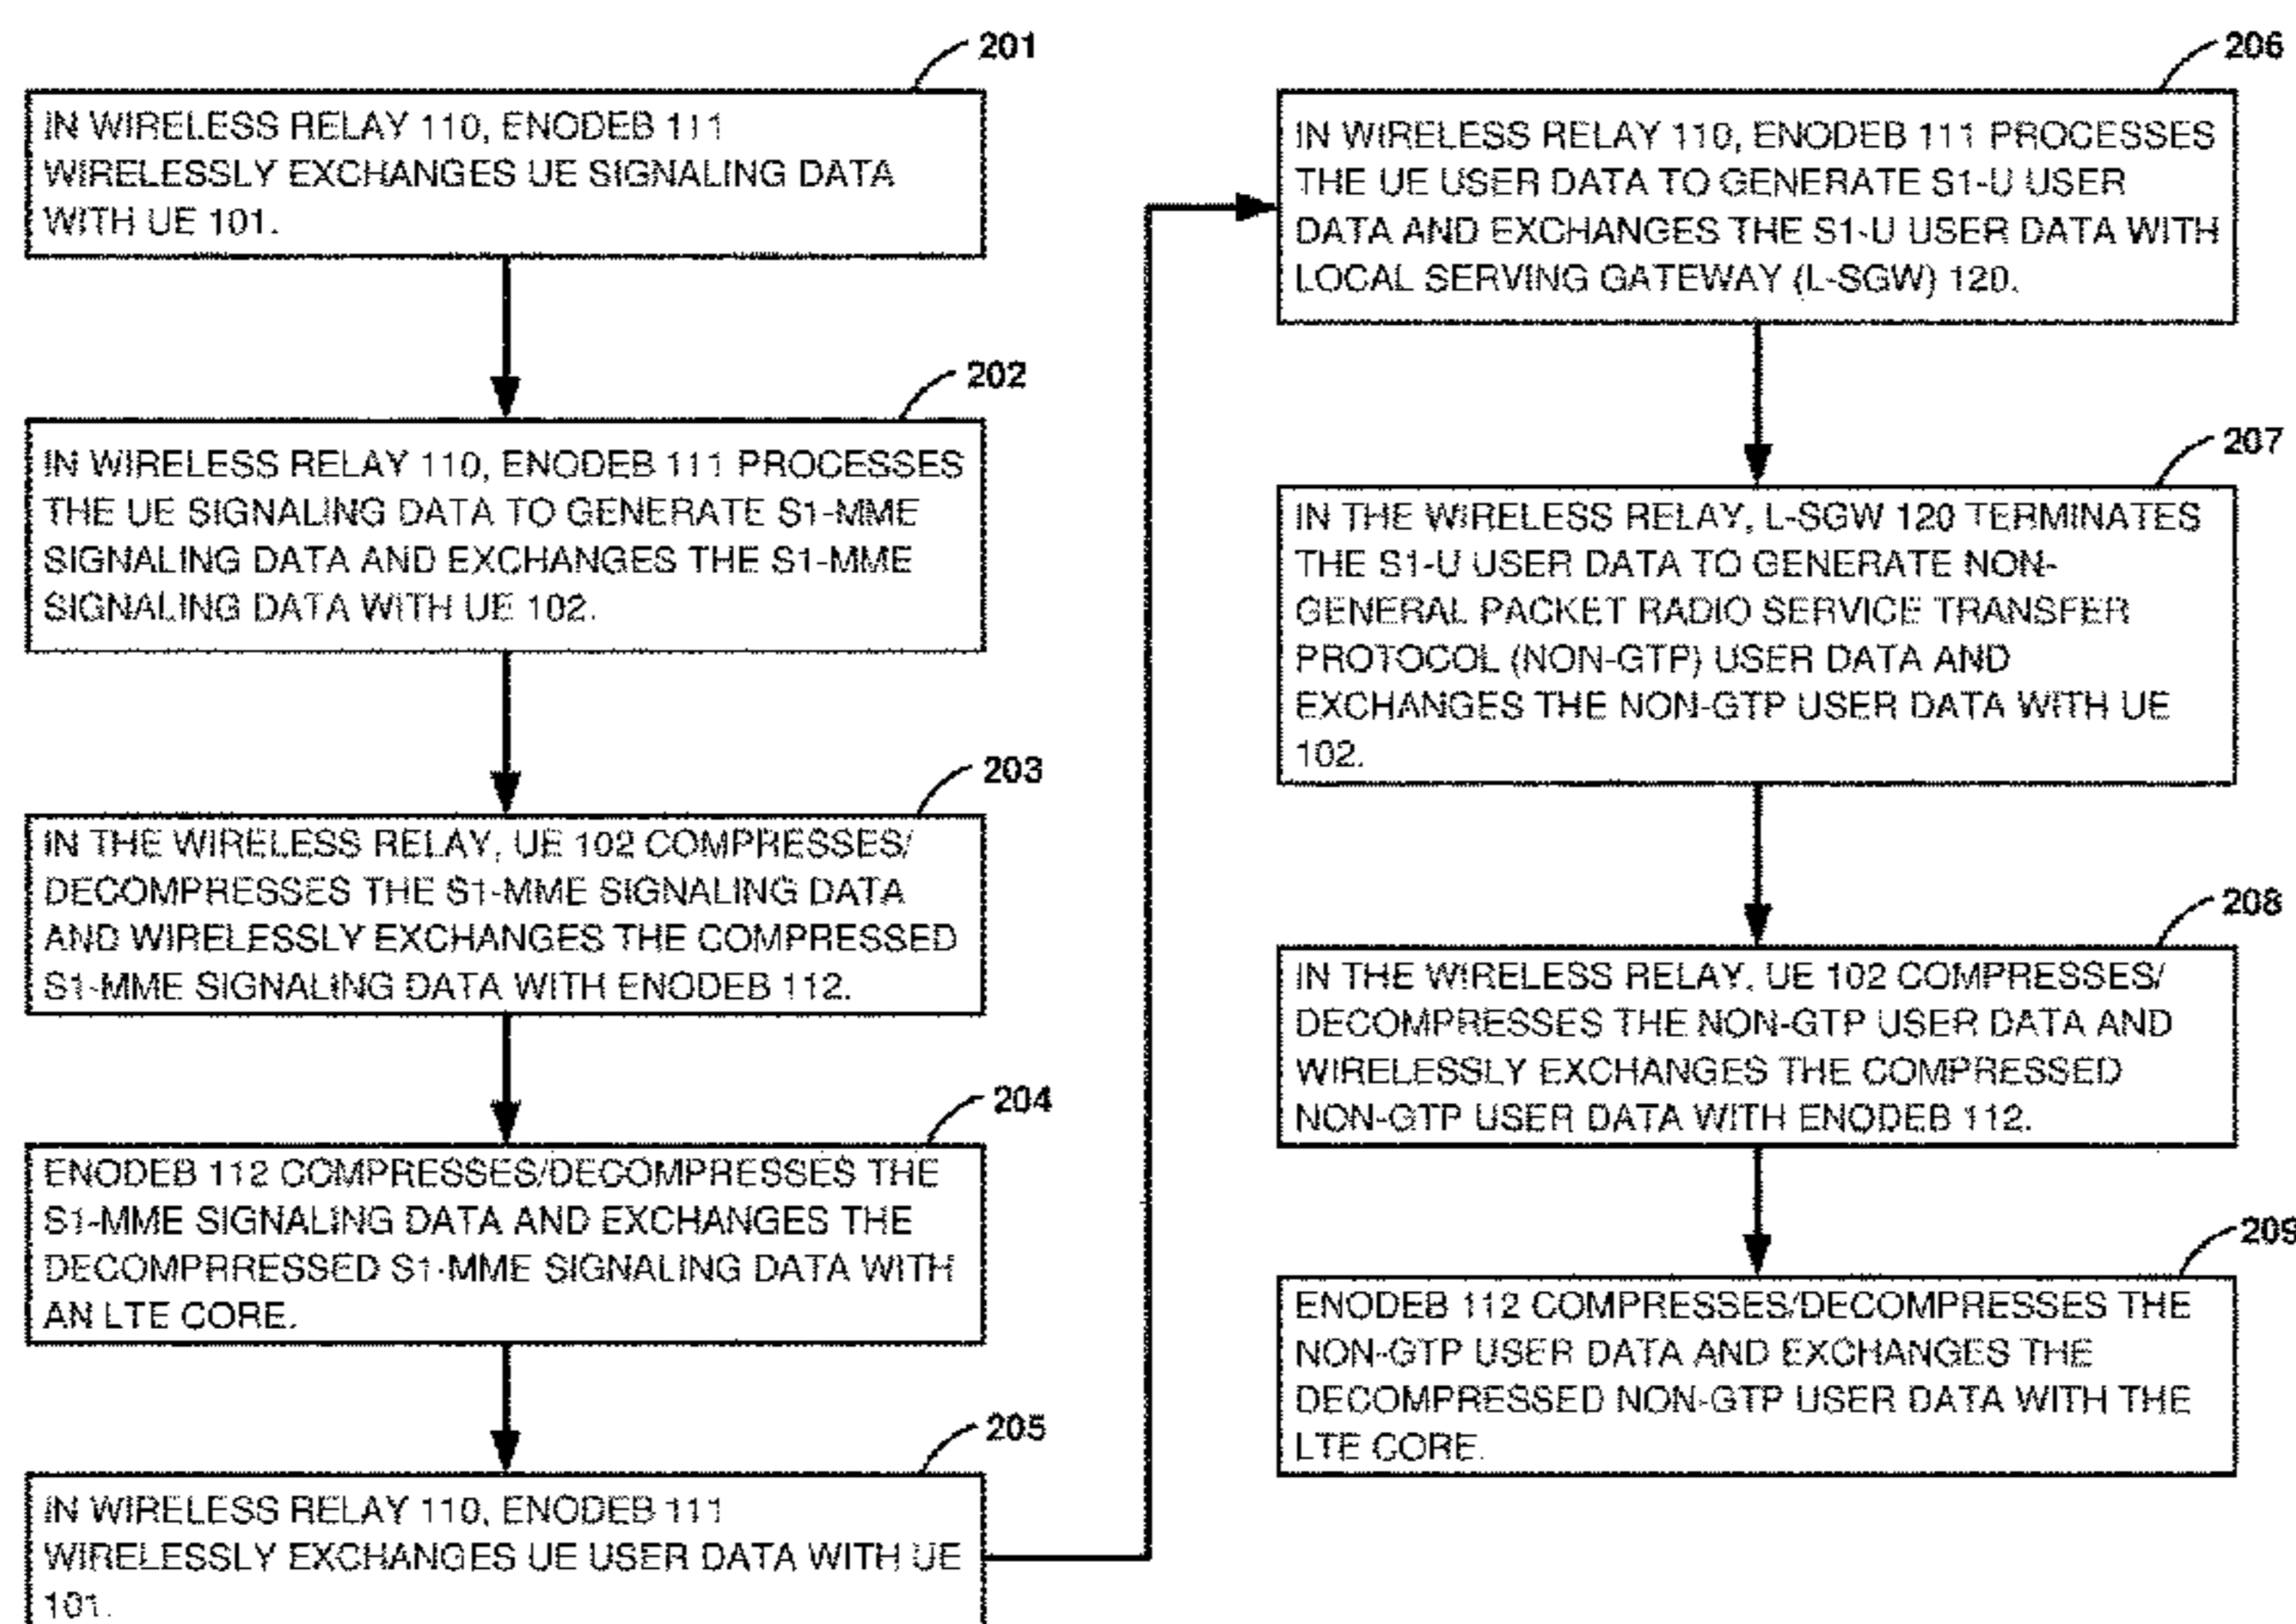 201
IN WIRELESS RELAY 110, ENODEB 111
WIRELESSLY EXCHANGES UE SIGNALING DATA
WITH UE 101.
202
IN WIRELESS RELAY 110, ENODEB 111 PROCESSES
THE UE SIGNALING DATA TO GENERATE S1-MME
SIGNALING DATA AND EXCHANGES THE S1-MME
SIGNALING DATA WITH UE 102.
203
IN THE WIRELESS RELAY, UE 102 COMPRESSES/
DECOMPRESSES THE S1-MME SIGNALING DATA
AND WIRELESSLY EXCHANGES THE COMPRESSED
S1-MME SIGNALING DATA WITH ENODEB 112.
204
ENODEB 112 COMPRESSES/DECOMPRESSES THE
S1-MME SIGNALING DATA AND EXCHANGES THE
DECOMPRRESSED S1-MME SIGNALING DATA WITH
AN LTE CORE.
205
IN WIRELESS RELAY 110, ENODEB 111
WIRELESSLY EXCHANGES UE USER DATA WITH UE
101.
206
IN WIRELESS RELAY 110, ENODEB 111 PROCESSES
THE UE USER DATA TO GENERATE S1-U USER
DATA AND EXCHANGES THE S1-U USER DATA WITH
LOCAL SERVING GATEWAY (L-SGW) 120.
207
IN THE WIRELESS RELAY, L-SGW 120 TERMINATES
THE S1-U USER DATA TO GENERATE NON-
GENERAL PACKET RADIO SERVICE TRANSFER
PROTOCOL (NON-GTP) USER DATA AND
EXCHANGES THE NON-GTP USER DATA WITH UE
102.
208
IN THE WIRELESS RELAY, UE 102 COMPRESSES/
DECOMPRESSES THE NON-GTP USER DATA AND
WIRELESSLY EXCHANGES THE COMPRESSED
NON-GTP USER DATA WITH ENODEB 112.
209
ENODEB 112 COMPRESSES/DECOMPRESSES THE
NON-GTP USER DATA AND EXCHANGES THE
DECOMPRESSED NON-GTP USER DATA WITH THE
LTE CORE.